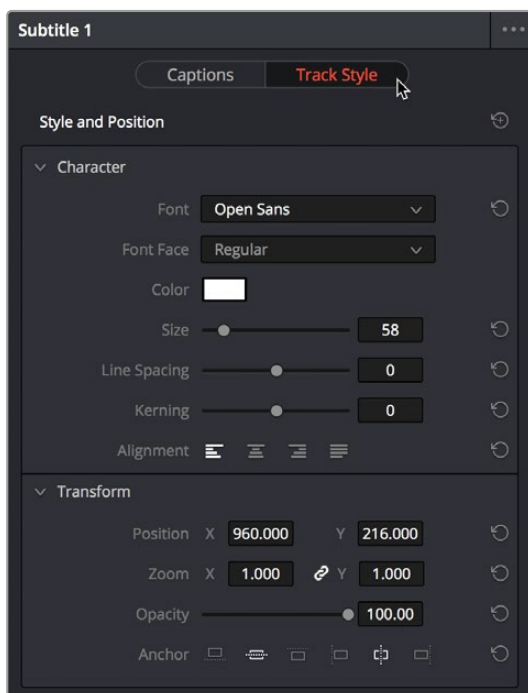 Subtitle 1
Captions Track Style
Style and Position
Character
Font Open Sans
Font Face Regular
Color
Size 58
Line Spacing 0
Kerning 0
Alignment
Transform
Position X 960.000 Y 216.000
Zoom X 1.000 Y 1.000
Opacity 100.00
Anchor